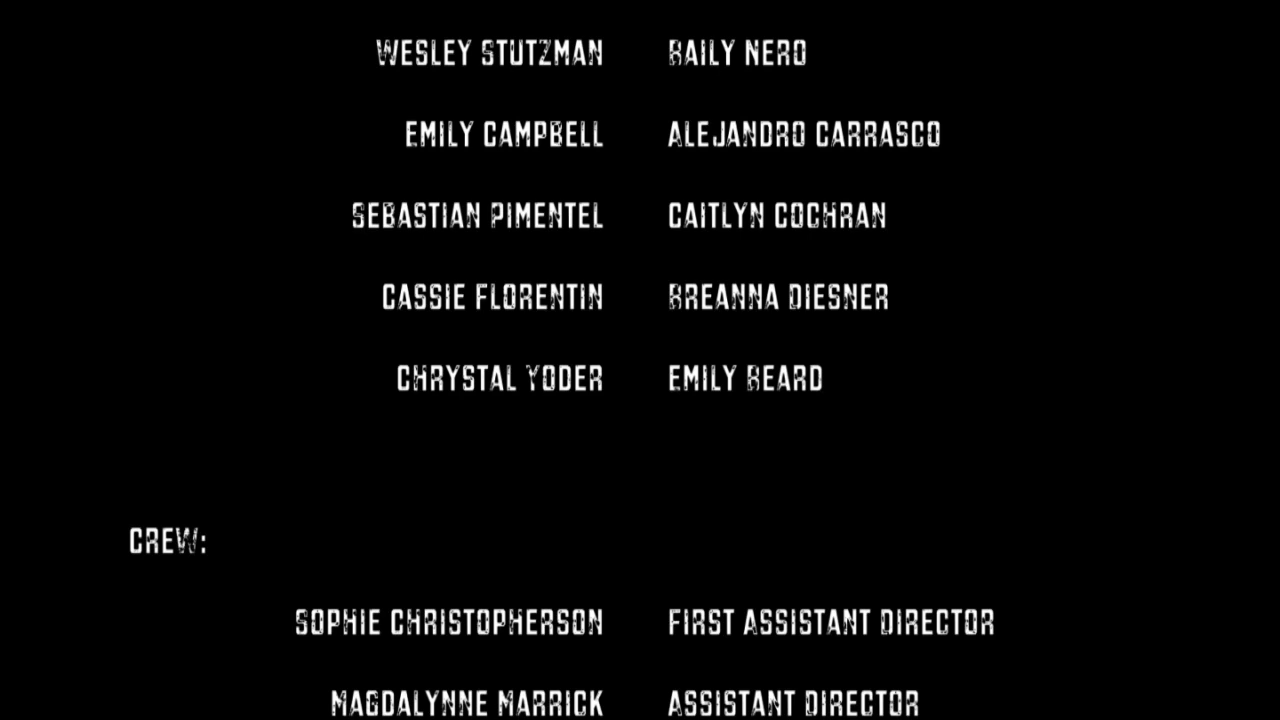 WESLEY STUTZMAN BAILY NERO
EMILY CAMPBELL ALEJANDRO CARRASCO
SEBASTIAN PIMENTEL CAITLYN COCHRAN
CASSIE FLORENTIN BREANNA DIESNER
CHRYSTAL YODER EMILY BEARD
CREW:
SOPHIE CHRISTOPHERSON FIRST ASSISTANT DIRECTOR
MAGDALYNNE MARRICK ASSISTANT DIRECTOR